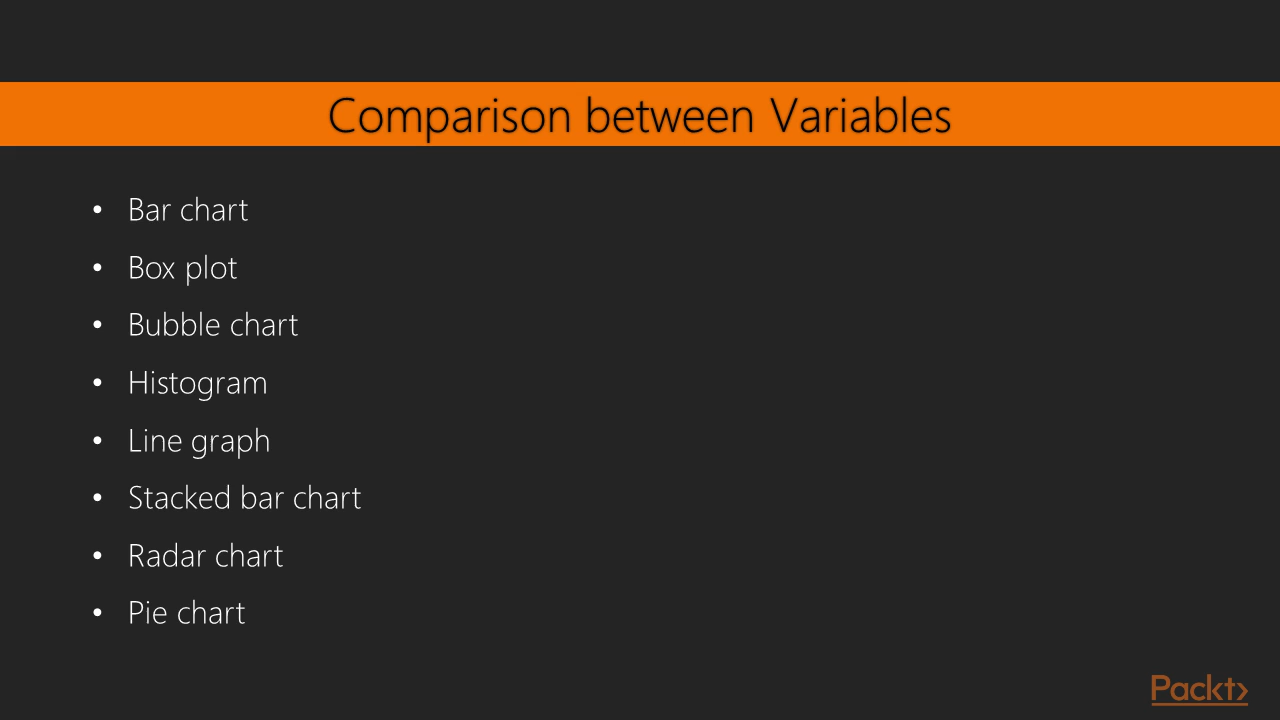 Comparison between Variables
• Bar chart
• Box plot
• Bubble chart
• Histogram
• Line graph
• Stacked bar chart
• Radar chart
• Pie chart
Packt>